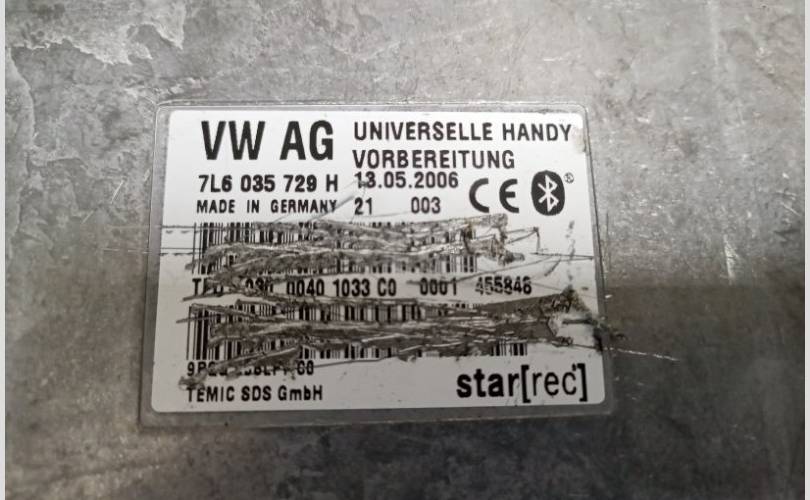 VW AG
UNIVERSELLE HANDY
VORBEREITUNG
7L6 035 729 H 13.05.2006
MADE IN GERMANY 21 003
0040 1033 C0 0001 455846
TEMIC SDS GmbH
star[rec]